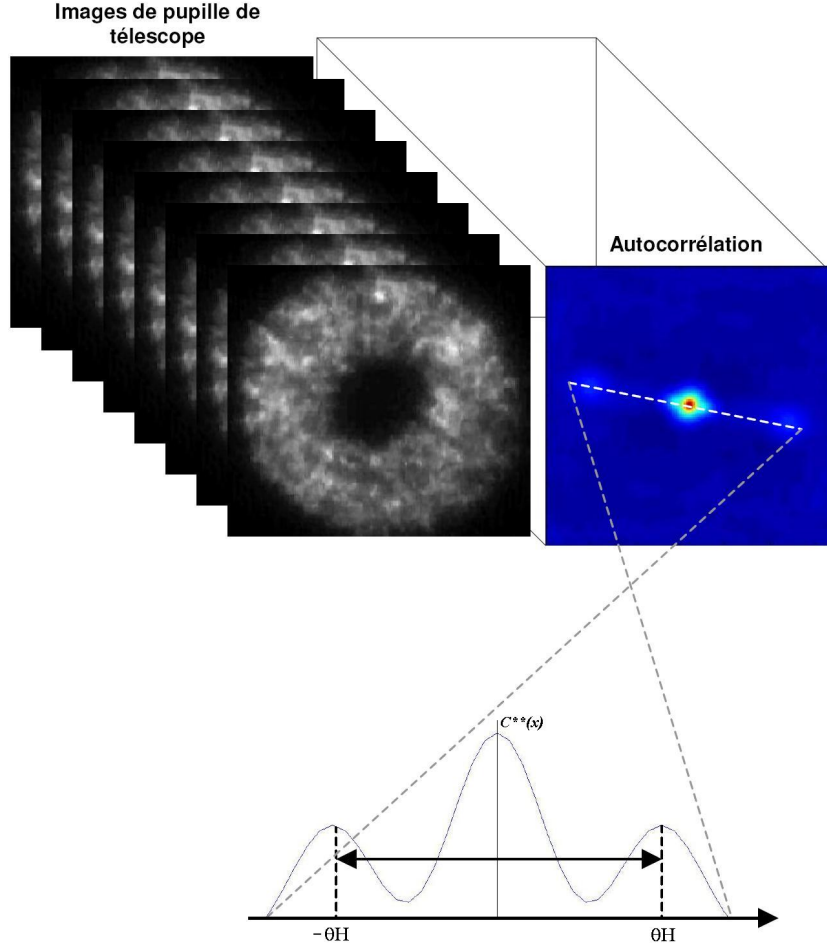 Images de pupille de
télescope
Autocorrélation
C**(x)
-θH
θH